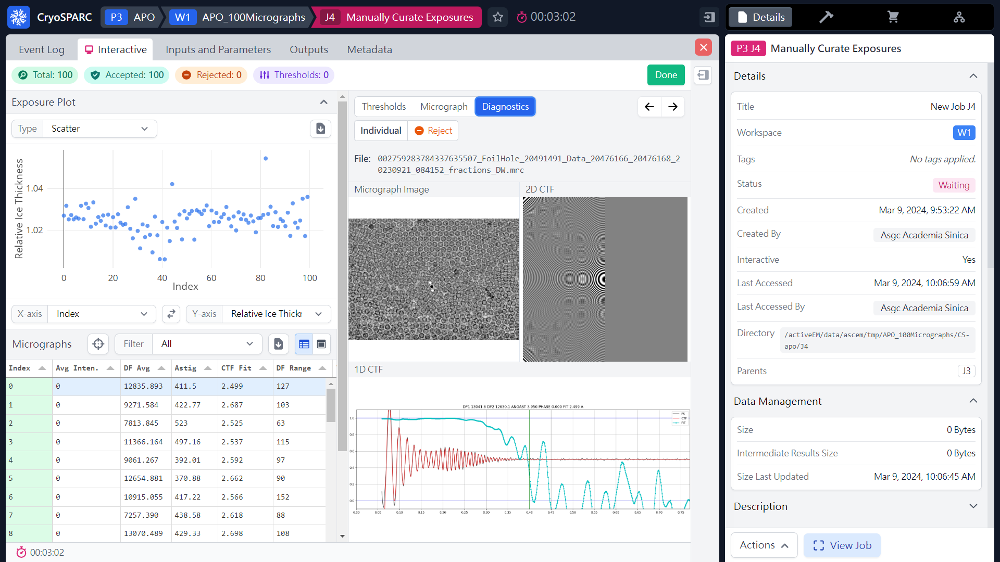 CryoSPARC P3 APO W1 APO_100Micrographs J4 Manually Curate Exposures 00:03:02 Details
Event Log Interactive Inputs and Parameters Outputs Metadata
Total: 100 Accepted: 100 Rejected: 0 Thresholds: 0 Done
Exposure Plot
Type Scatter
Relative Ice Thickness
1.04
1.02
0 20 40 60 80 100
Index
X-axis Index Y-axis Relative Ice Thickr
Micrographs Filter All
Index Avg Inten. DF Avg Astig CTF Fit DF Range
0 0 12835.893 411.5 2.499 127
1 0 9271.584 422.77 2.687 103
2 0 7813.845 523 2.525 63
3 0 11366.164 497.16 2.537 115
4 0 9061.267 392.01 2.592 97
5 0 12654.881 370.88 2.662 90
6 0 10915.055 417.22 2.566 152
7 0 7257.390 438.58 2.618 88
8 0 13070.489 429.33 2.698 108
00:03:02
Thresholds Micrograph Diagnostics
Individual Reject
File: 002759283784337635507_FoilHole_20491491_Data_20476166_20476168_2
0230921_084152_fractions_DW.mrc
Micrograph Image 2D CTF
1D CTF
DF1 13041.6 DF2 12630.1 ANGAST 3.950 PHASE 0.000 FIT 2.499 A
PS
CTF
FIT
1.0
0.8
0.6
0.4
0.2
0.0
0.00 0.05 0.10 0.15 0.20 0.25 0.30 0.35 0.40 0.45 0.50 0.55 0.60 0.65 0.70 0.75
P3 J4 Manually Curate Exposures
Details
Title New Job J4
Workspace W1
Tags No tags applied.
Status Waiting
Created Mar 9, 2024, 9:53:22 AM
Created By Asgc Academia Sinica
Interactive Yes
Last Accessed Mar 9, 2024, 10:06:59 AM
Last Accessed By Asgc Academia Sinica
Directory /activeEM/data/ascem/tmp/APO_100Micrographs/CS-
apo/J4
Parents J3
Data Management
Size 0 Bytes
Intermediate Results Size 0 Bytes
Size Last Updated Mar 9, 2024, 10:06:45 AM
Description
Actions View Job